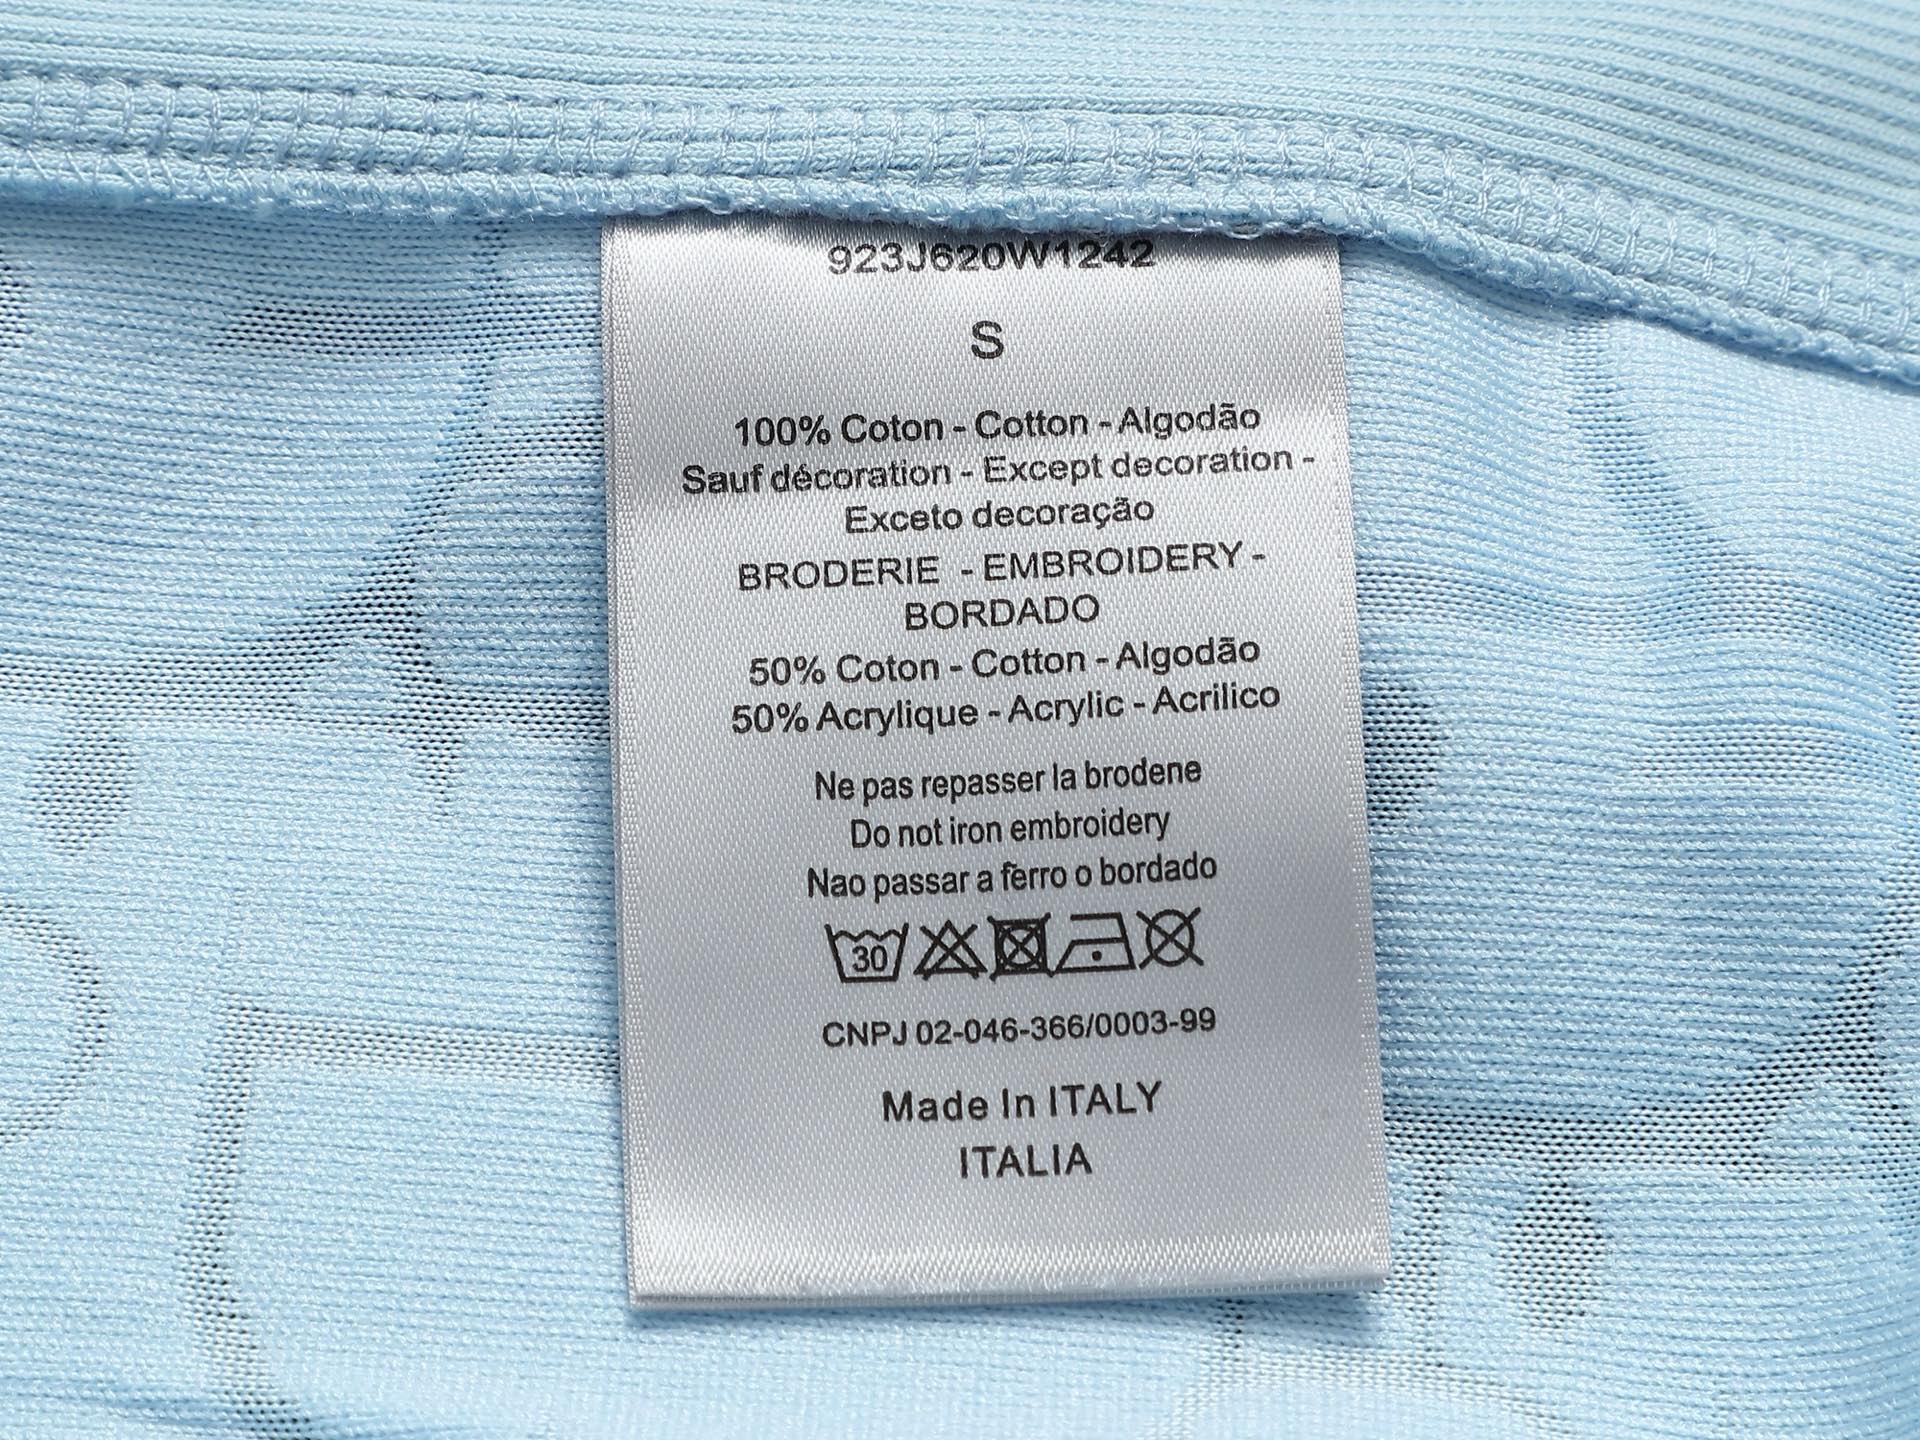 923J620W1242
S
100% Coton - Cotton - Algodão
Sauf décoration - Except decoration -
Exceto decoração
BRODERIE - EMBROIDERY -
BORDADO
50% Coton - Cotton - Algodão
50% Acrylique - Acrylic - Acrilico
Ne pas repasser la brodene
Do not iron embroidery
Nao passar a ferro o bordado
30
CNPJ 02-046-366/0003-99
Made In ITALY
ITALIA